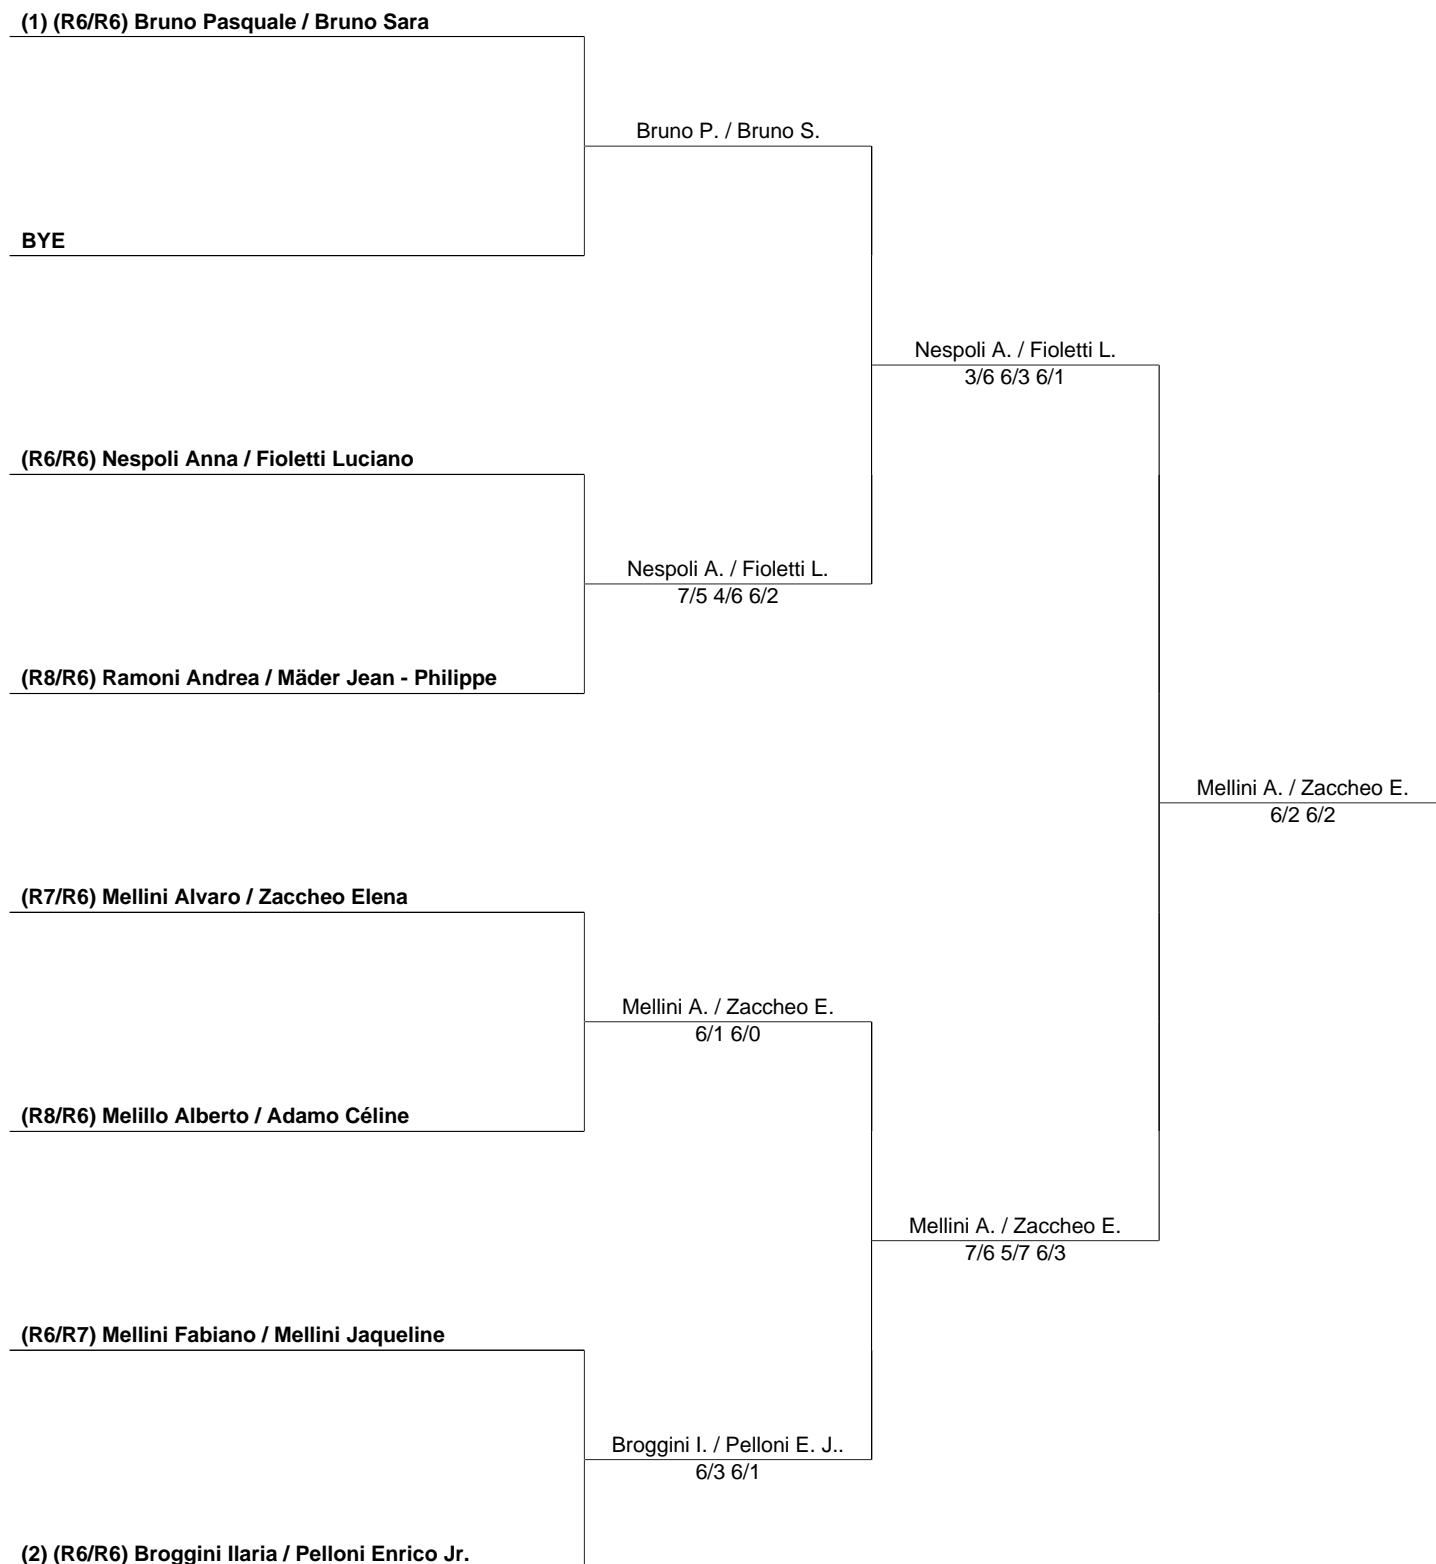 (1) (R6/R6) Bruno Pasquale / Bruno Sara
Bruno P. / Bruno S.
BYE
Nespoli A. / Fioletti L.
3/6 6/3 6/1
(R6/R6) Nespoli Anna / Fioletti Luciano
Nespoli A. / Fioletti L.
7/5 4/6 6/2
(R8/R6) Ramoni Andrea / Mäder Jean - Philippe
Mellini A. / Zaccheo E.
6/2 6/2
(R7/R6) Mellini Alvaro / Zaccheo Elena
Mellini A. / Zaccheo E.
6/1 6/0
(R8/R6) Melillo Alberto / Adamo Céline
Mellini A. / Zaccheo E.
7/6 5/7 6/3
(R6/R7) Mellini Fabiano / Mellini Jaqueline
Broggini I. / Pelloni E. J..
6/3 6/1
(2) (R6/R6) Broggini Ilaria / Pelloni Enrico Jr.